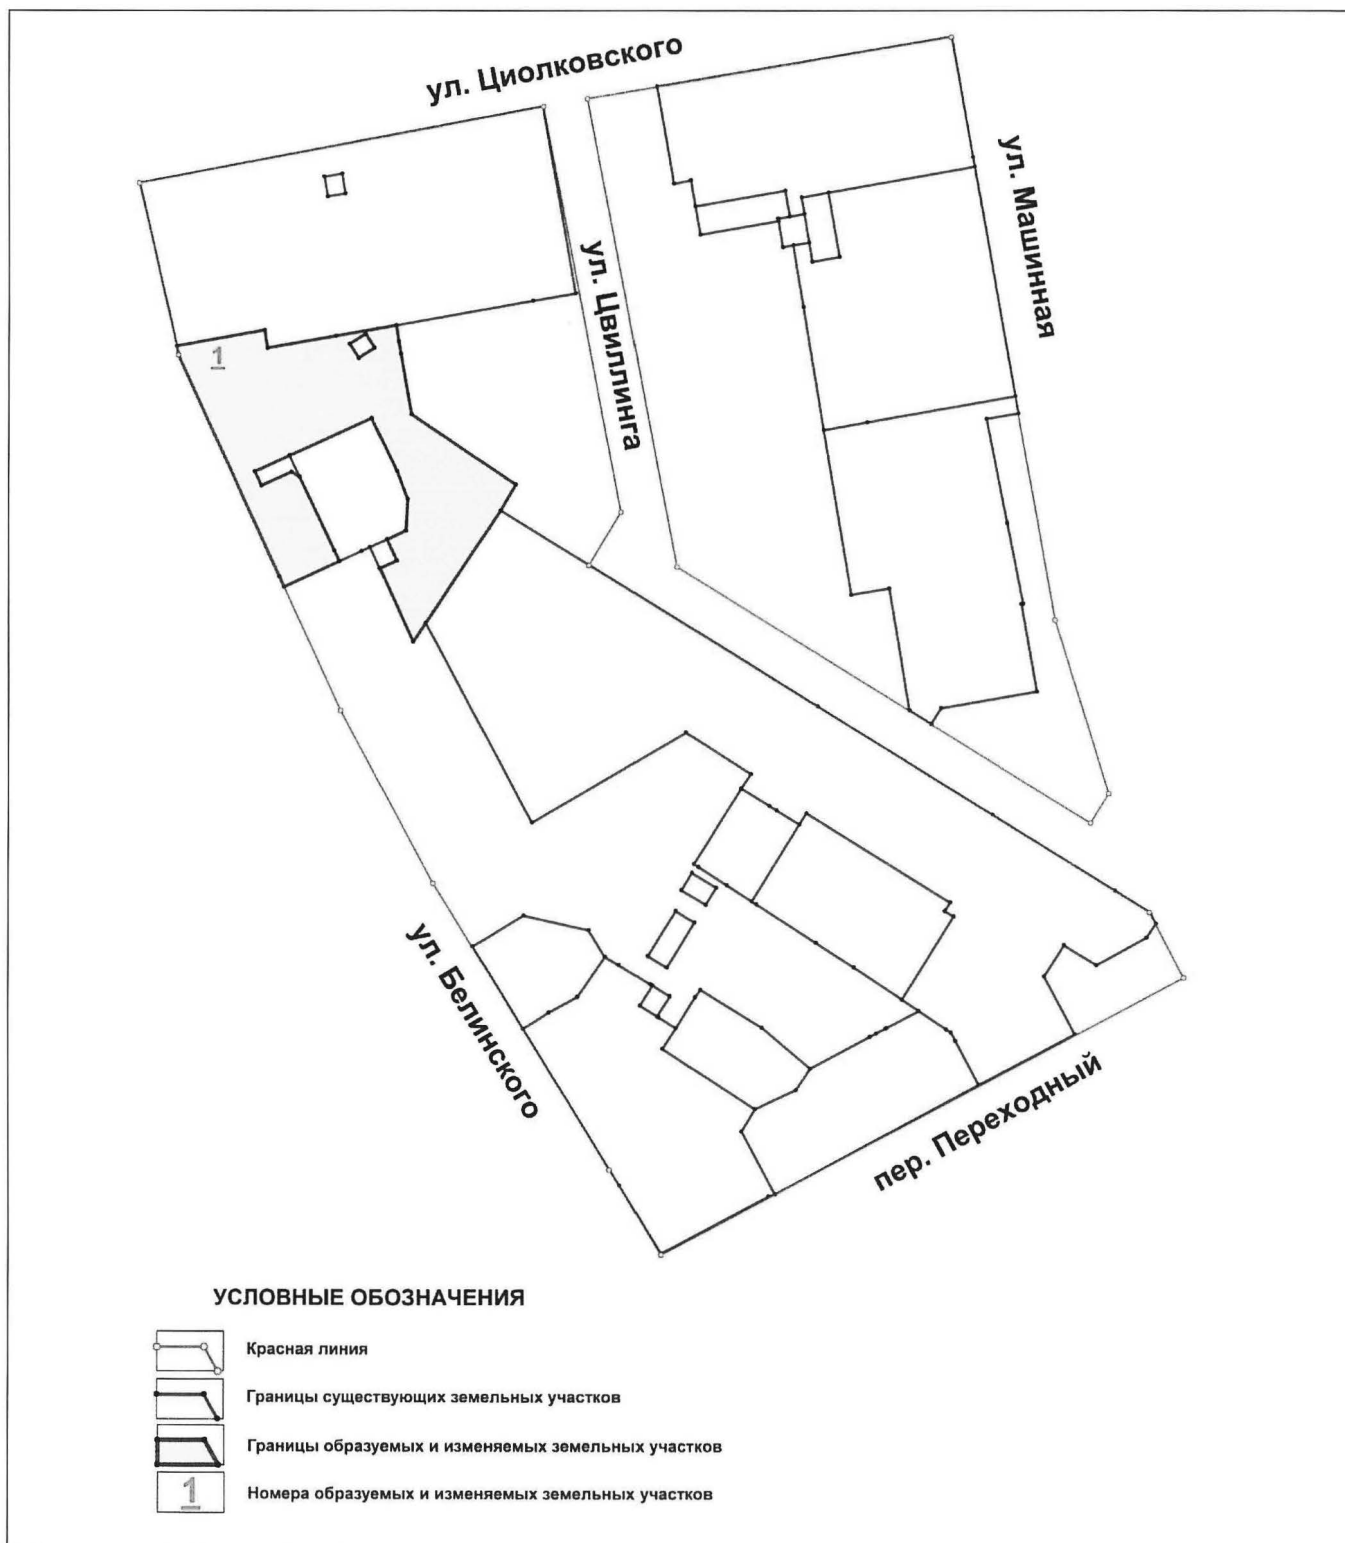 ул. Циолковского
ул. Машинная
ул. Цвиллинга
1
ул. Белинского
пер. Переходный
УСЛОВНЫЕ ОБОЗНАЧЕНИЯ
Красная линия
Границы существующих земельных участков
Границы образуемых и изменяемых земельных участков
1
Номера образуемых и изменяемых земельных участков